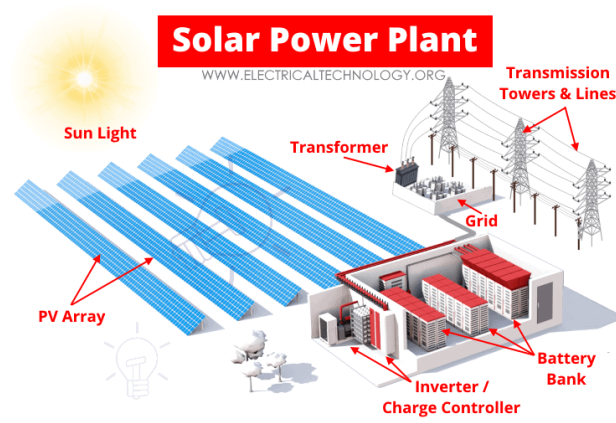 Solar Power Plant
WWW.ELECTRICALTECHNOLOGY.ORG
Transmission
Towers & Lines
Sun Light
Transformer
Grid
PV Array
Battery
Bank
Inverter /
Charge Controller